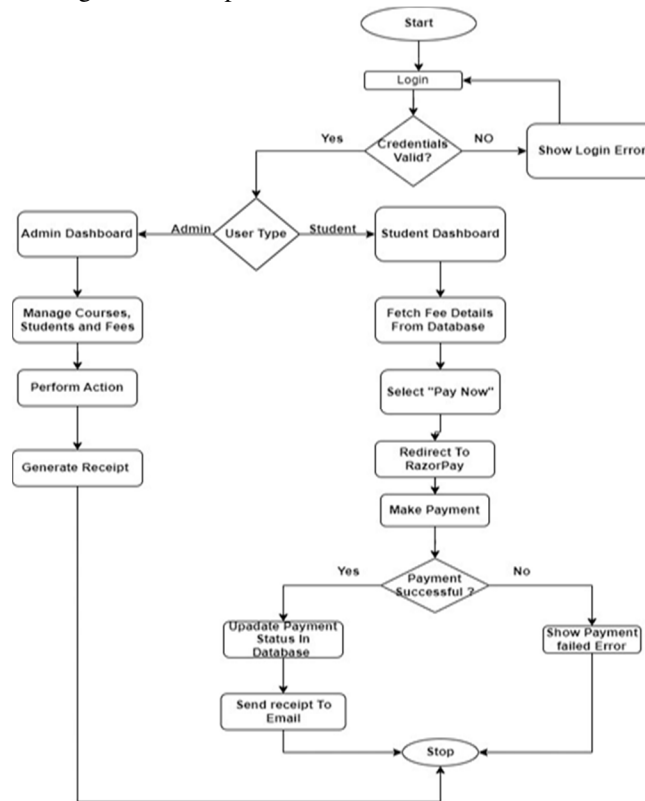 Start
Login
Yes
Credentials
Valid?
NO
Show Login Error
Admin Dashboard
Admin
User Type
Student
Student Dashboard
Manage Courses,
Students and Fees
Fetch Fee Details
From Database
Perform Action
Select "Pay Now"
Generate Receipt
Redirect To
RazorPay
Make Payment
Yes
Payment
Successful ?
No
Upadate Payment
Status In
Database
Show Payment
failed Error
Send receipt To
Email
Stop